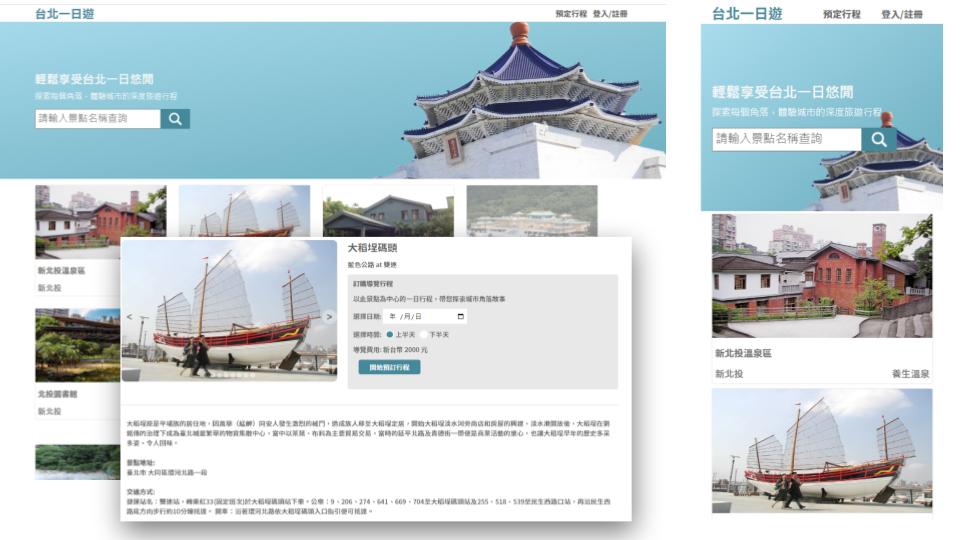 台北一日遊
預定行程 登入/註冊
輕鬆享受台北一日悠閒
探索每個角落，體驗城市的深度旅遊行程
請輸入景點名稱查詢
新北投溫泉區
新北投
北投圖書館
新北投
大稻埕碼頭
藍色公路 at 雙連
訂購導覽行程
以此景點為中心的一日行程，帶您探索城市角落故事
選擇日期: 年 /月/日
選擇時間: 上半天 下半天
導覽費用: 新台幣 2000 元
開始預訂行程
大稻埕原是平埔族的居住地，因萬華（艋舺）同安人發生激烈的械鬥，造成族人移至大稻埕定居，開始大稻埕淡水河旁商店和房屋的興建，淡水港開放後，大稻埕在劉
銘傳的治理下成為臺北城最繁華的物資集散中心，當中以茶葉、布料為主要貿易交易，當時的延平北路及貴德街一帶便是商業活動的重心，也讓大稻埕早年的歷史多采
多姿、令人回味。
景點地址:
臺北市 大同區環河北路一段
交通方式:
捷運站名：雙連站，轉乘紅33(固定班次)於大稻埕碼頭站下車。公車：9、206、274、641、669、704至大稻埕碼頭站及255、518、539至民生西路口站，再沿民生西
路底方向步行約10分鐘抵達。 開車：沿著環河北路依大稻埕碼頭入口指引便可抵達。
台北一日遊
預定行程 登入/註冊
輕鬆享受台北一日悠閒
探索每個角落，體驗城市的深度旅遊行程
請輸入景點名稱查詢
新北投溫泉區
新北投 養生溫泉